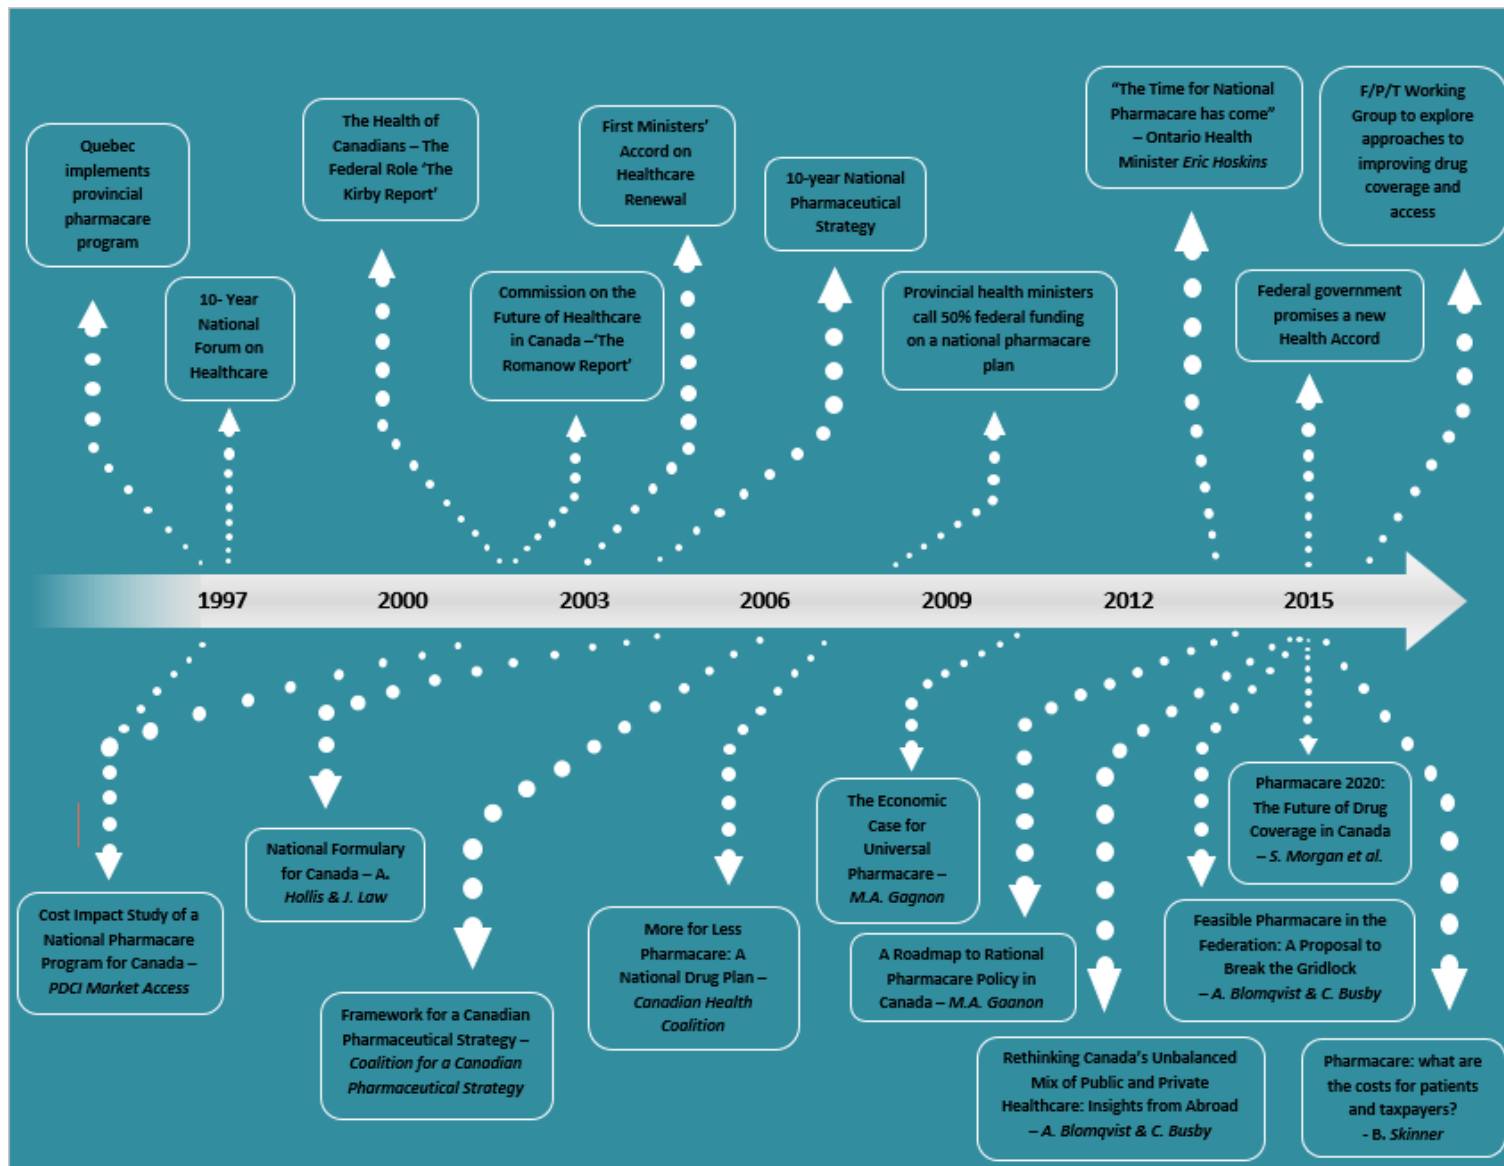 Quebec
implements
provincial
pharmacare
program
10- Year
National
Forum on
Healthcare
The Health of
Canadians – The
Federal Role ‘The
Kirby Report’
Commission on the
Future of Healthcare
in Canada –‘The
Romanow Report’
First Ministers’
Accord on
Healthcare
Renewal
10-year National
Pharmaceutical
Strategy
Provincial health ministers
call 50% federal funding
on a national pharmacare
plan
“The Time for National
Pharmacare has come”
– Ontario Health
Minister Eric Hoskins
Federal government
promises a new
Health Accord
F/P/T Working
Group to explore
approaches to
improving drug
coverage and
access
1997
2000
2003
2006
2009
2012
2015
Cost Impact Study of a
National Pharmacare
Program for Canada –
PDCI Market Access
National Formulary
for Canada – A.
Hollis & J. Law
Framework for a Canadian
Pharmaceutical Strategy –
Coalition for a Canadian
Pharmaceutical Strategy
More for Less
Pharmacare: A
National Drug Plan –
Canadian Health
Coalition
The Economic
Case for
Universal
Pharmacare –
M.A. Gagnon
A Roadmap to Rational
Pharmacare Policy in
Canada – M.A. Gagnon
Rethinking Canada’s Unbalanced
Mix of Public and Private
Healthcare: Insights from Abroad
– A. Blomqvist & C. Busby
Feasible Pharmacare in the
Federation: A Proposal to
Break the Gridlock
– A. Blomqvist & C. Busby
Pharmacare 2020:
The Future of Drug
Coverage in Canada
– S. Morgan et al.
Pharmacare: what are
the costs for patients
and taxpayers?
- B. Skinner